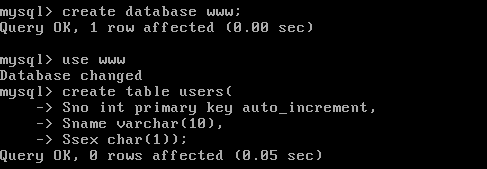 mysql> create database www;
Query OK, 1 row affected (0.00 sec)
mysql> use www
Database changed
mysql> create table users(
    -> Sno int primary key auto_increment,
    -> Sname varchar(10),
    -> Ssex char(1));
Query OK, 0 rows affected (0.05 sec)